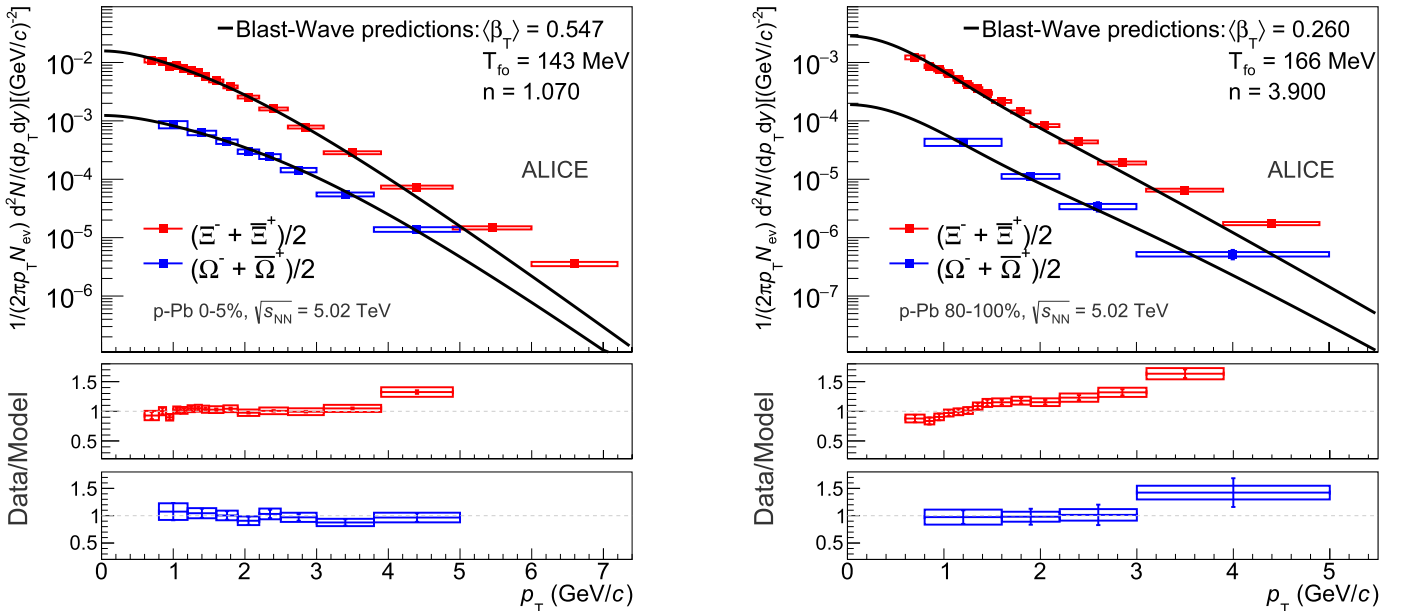 1/(2πp_T N_ev) d²N/(dp_T dy)[(GeV/c)⁻²]
10⁻²
10⁻³
10⁻⁴
10⁻⁵
10⁻⁶
Blast-Wave predictions: ⟨β_T⟩ = 0.547
T_fo = 143 MeV
n = 1.070
ALICE
(Ξ⁻ + Ξ̅⁺)/2
(Ω⁻ + Ω̅⁺)/2
p-Pb 0-5%, √s_NN = 5.02 TeV
Data/Model
1.5
1
0.5
1.5
1
0.5
0 1 2 3 4 5 6 7
p_T (GeV/c)
1/(2πp_T N_ev) d²N/(dp_T dy)[(GeV/c)⁻²]
10⁻²
10⁻³
10⁻⁴
10⁻⁵
10⁻⁶
10⁻⁷
Blast-Wave predictions: ⟨β_T⟩ = 0.260
T_fo = 166 MeV
n = 3.900
ALICE
(Ξ⁻ + Ξ̅⁺)/2
(Ω⁻ + Ω̅⁺)/2
p-Pb 80-100%, √s_NN = 5.02 TeV
Data/Model
1.5
1
0.5
1.5
1
0.5
0 1 2 3 4 5
p_T (GeV/c)